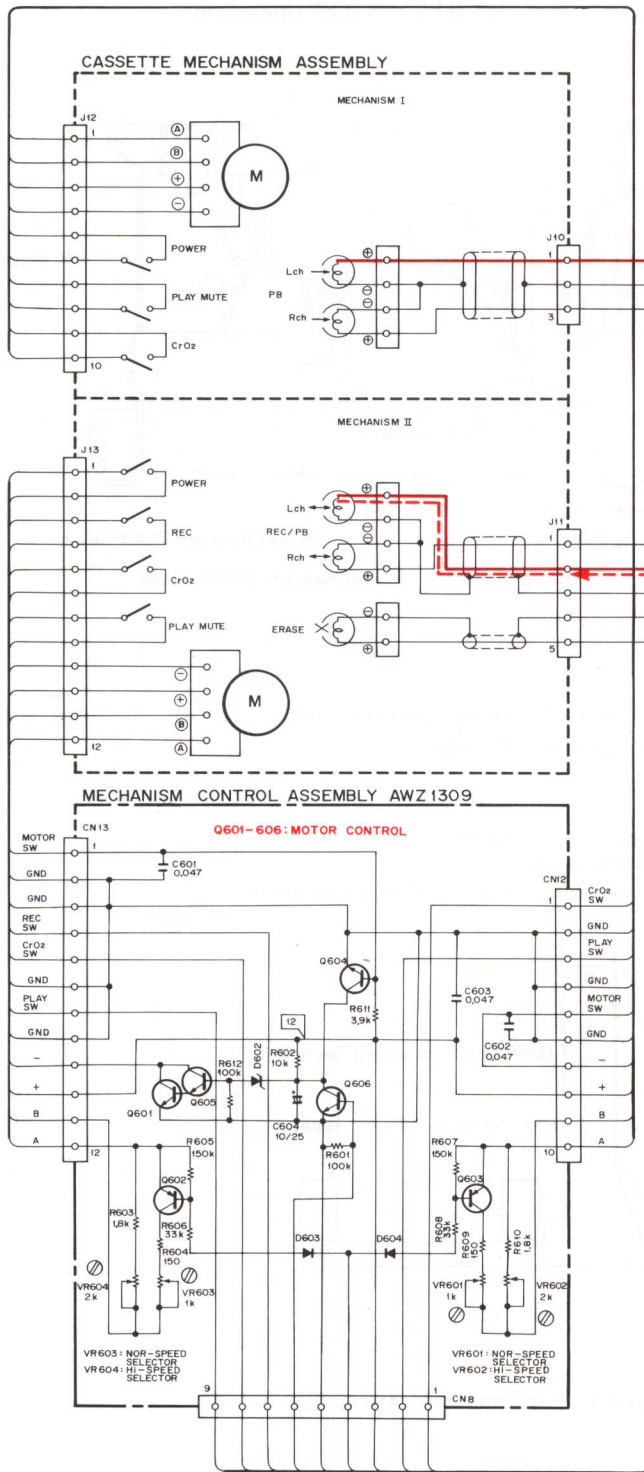 CASSETTE MECHANISM ASSEMBLY
MECHANISM I
J12
1
A
B
+
−
M
POWER
PLAY MUTE
CrO2
10
Lch
PB
Rch
+
−
−
+
J10
1
3
MECHANISM II
J13
1
POWER
REC
CrO2
PLAY MUTE
−
+
B
A
12
M
Lch
REC/PB
Rch
ERASE
+
−
−
+
−
+
J11
1
5
MECHANISM CONTROL ASSEMBLY AWZ1309
Q601-606: MOTOR CONTROL
CN13
MOTOR SW
1
GND
GND
REC SW
CrO2 SW
GND
PLAY SW
GND
−
+
B
A
12
C601
0,047
CN12
CrO2 SW
1
GND
PLAY SW
GND
MOTOR SW
GND
−
+
B
A
10
Q604
R611
3,9k
C603
0,047
C602
0,047
12
R612
100k
D602
R602
10k
Q606
Q601
Q605
C604
10/25
+
R601
100k
R605
150k
Q602
R603
1,8k
R606
33k
R604
150
VR604
2k
VR603
1k
D603
D604
R607
150k
Q603
R608
33k
R609
150
R610
1,8k
VR601
1k
VR602
2k
VR603: NOR-SPEED SELECTOR
VR604: HI-SPEED SELECTOR
VR601: NOR-SPEED SELECTOR
VR602: HI-SPEED SELECTOR
9
1
CN8